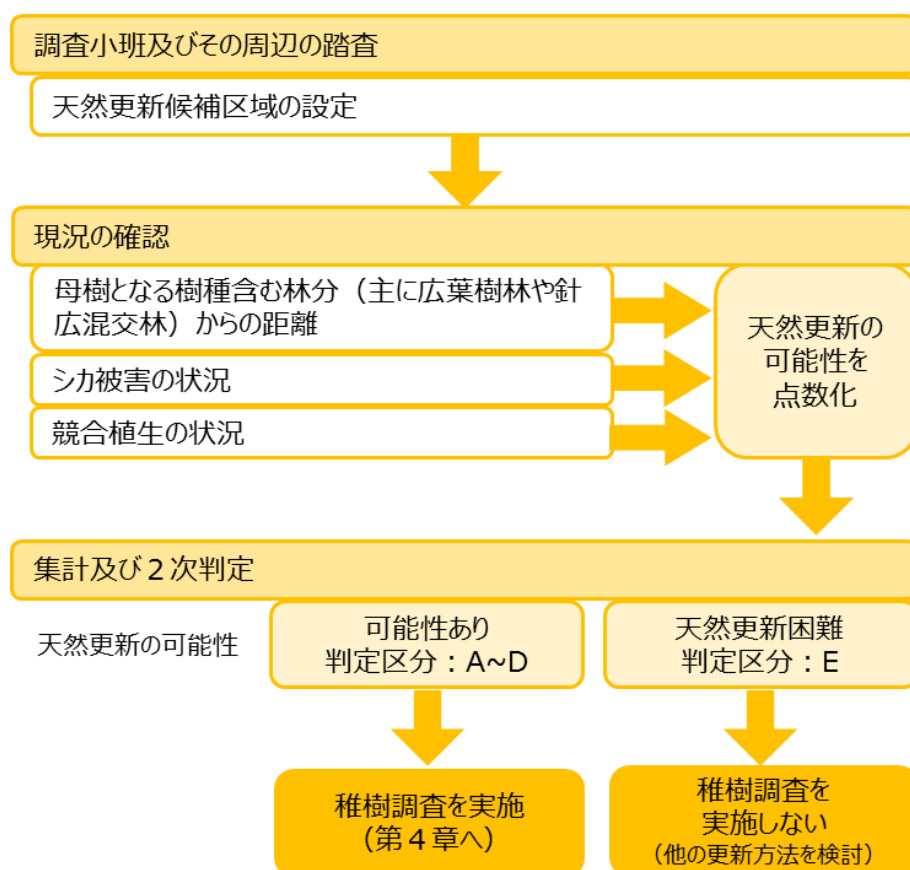 調査小班及びその周辺の踏査
天然更新候補区域の設定
現況の確認
母樹となる樹種含む林分（主に広葉樹林や針
広混交林）からの距離
シカ被害の状況
競合植生の状況
天然更新の
可能性を
点数化
集計及び２次判定
天然更新の可能性
可能性あり
判定区分：A~D
天然更新困難
判定区分：E
稚樹調査を実施
(第４章へ)
稚樹調査を
実施しない
(他の更新方法を検討)